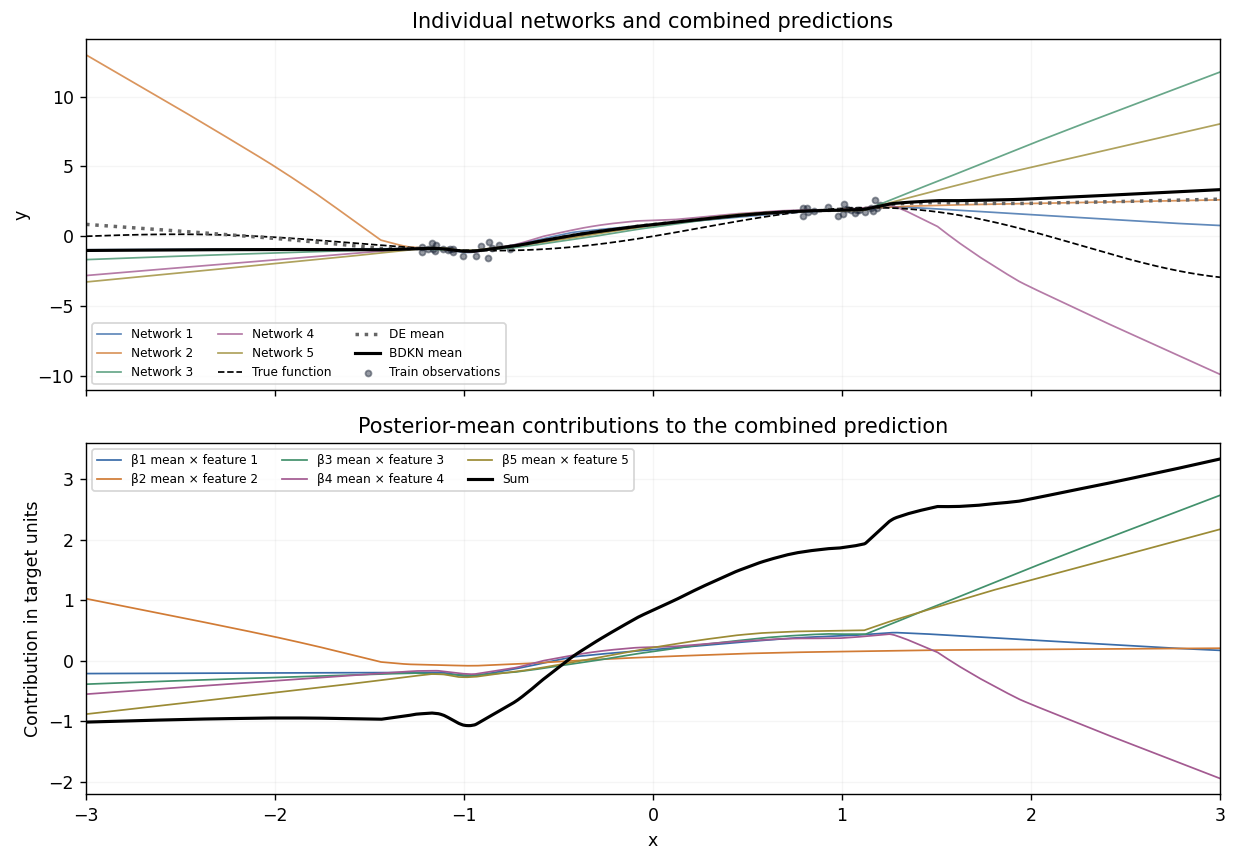 Individual networks and combined predictions
10
5
0
−5
−10
y
Network 1
Network 2
Network 3
Network 4
Network 5
True function
DE mean
BDKN mean
Train observations
Posterior-mean contributions to the combined prediction
3
2
1
0
−1
−2
Contribution in target units
β1 mean × feature 1
β2 mean × feature 2
β3 mean × feature 3
β4 mean × feature 4
β5 mean × feature 5
Sum
−3 −2 −1 0 1 2 3
x